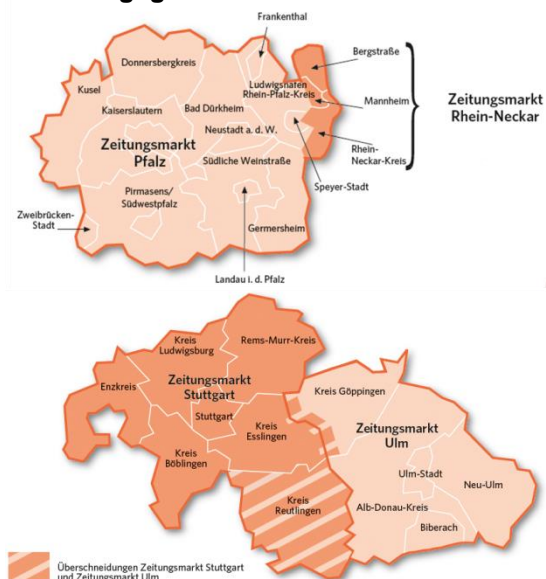 Frankenthal
Donnersbergkreis
Bergstraße
Kusel
Ludwigshafen
Rhein-Pfalz-Kreis
Mannheim
Zeitungsmarkt
Rhein-Neckar
Kaiserslautern
Bad Dürkheim
Neustadt a. d. W.
Zeitungsmarkt
Pfalz
Rhein-
Neckar-Kreis
Südliche Weinstraße
Speyer-Stadt
Pirmasens/
Südwestpfalz
Zweibrücken-
Stadt
Germersheim
Landau i. d. Pfalz
Kreis
Ludwigsburg
Rems-Murr-Kreis
Enzkreis
Zeitungsmarkt
Stuttgart
Kreis Göppingen
Stuttgart
Kreis
Esslingen
Zeitungsmarkt
Ulm
Kreis
Böblingen
Ulm-Stadt
Neu-Ulm
Kreis
Reutlingen
Alb-Donau-Kreis
Biberach
Überschneidungen Zeitungsmarkt Stuttgart
und Zeitungsmarkt Ulm